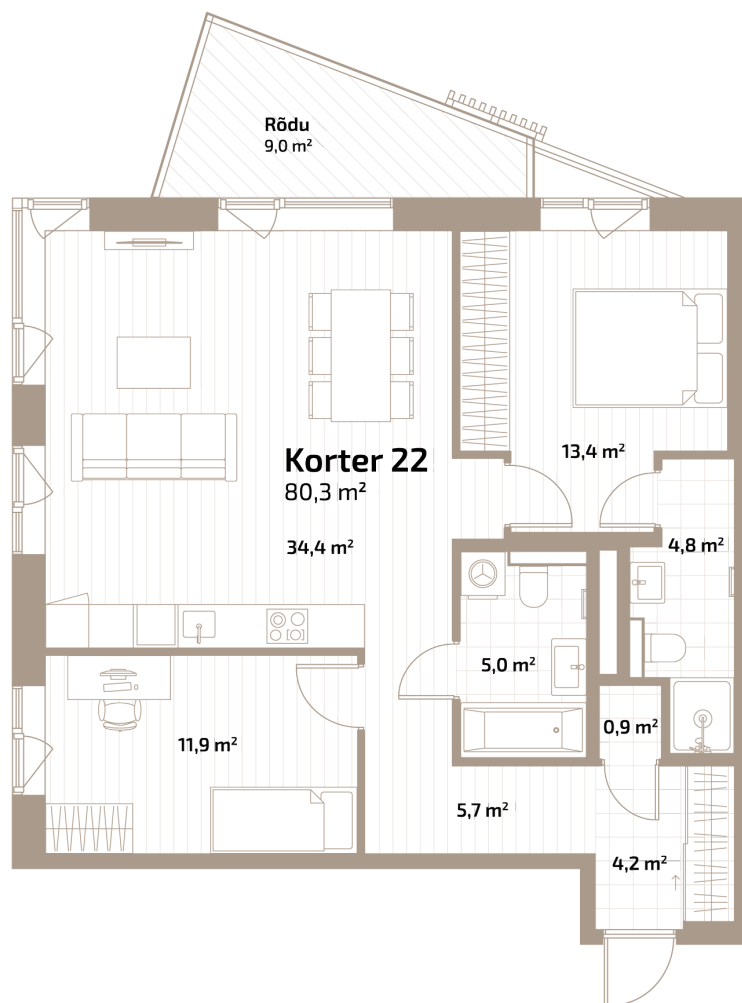 Rõdu
9,0 m²
Korter 22
80,3 m²
13,4 m²
34,4 m²
4,8 m²
5,0 m²
11,9 m²
0,9 m²
5,7 m²
4,2 m²